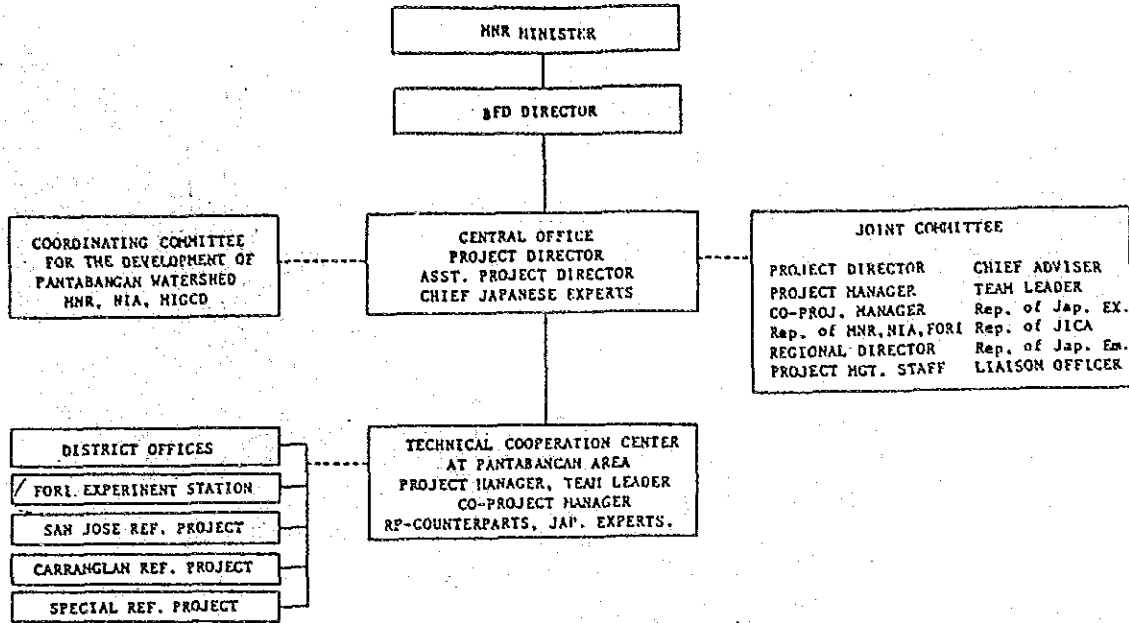 MNR MINISTER
BFD DIRECTOR
COORDINATING COMMITTEE
FOR THE DEVELOPMENT OF
PANTABANGAN WATERSHED
MNR, NIA, MIGCD
CENTRAL OFFICE
PROJECT DIRECTOR
ASST. PROJECT DIRECTOR
CHIEF JAPANESE EXPERTS
JOINT COMMITTEE
PROJECT DIRECTOR CHIEF ADVISER
PROJECT MANAGER TEAM LEADER
CO-PROJ. MANAGER Rep. of Jap. EX.
Rep. of MNR,NIA,FORI Rep. of JICA
REGIONAL DIRECTOR Rep. of Jap. Em.
PROJECT MGT. STAFF LIAISON OFFICER
DISTRICT OFFICES
FORI EXPERIMENT STATION
SAN JOSE REF. PROJECT
CARRANGLAN REF. PROJECT
SPECIAL REF. PROJECT
TECHNICAL COOPERATION CENTER
AT PANTABANGAN AREA
PROJECT MANAGER, TEAM LEADER
CO-PROJECT MANAGER
RP-COUNTERPARTS, JAP. EXPERTS.